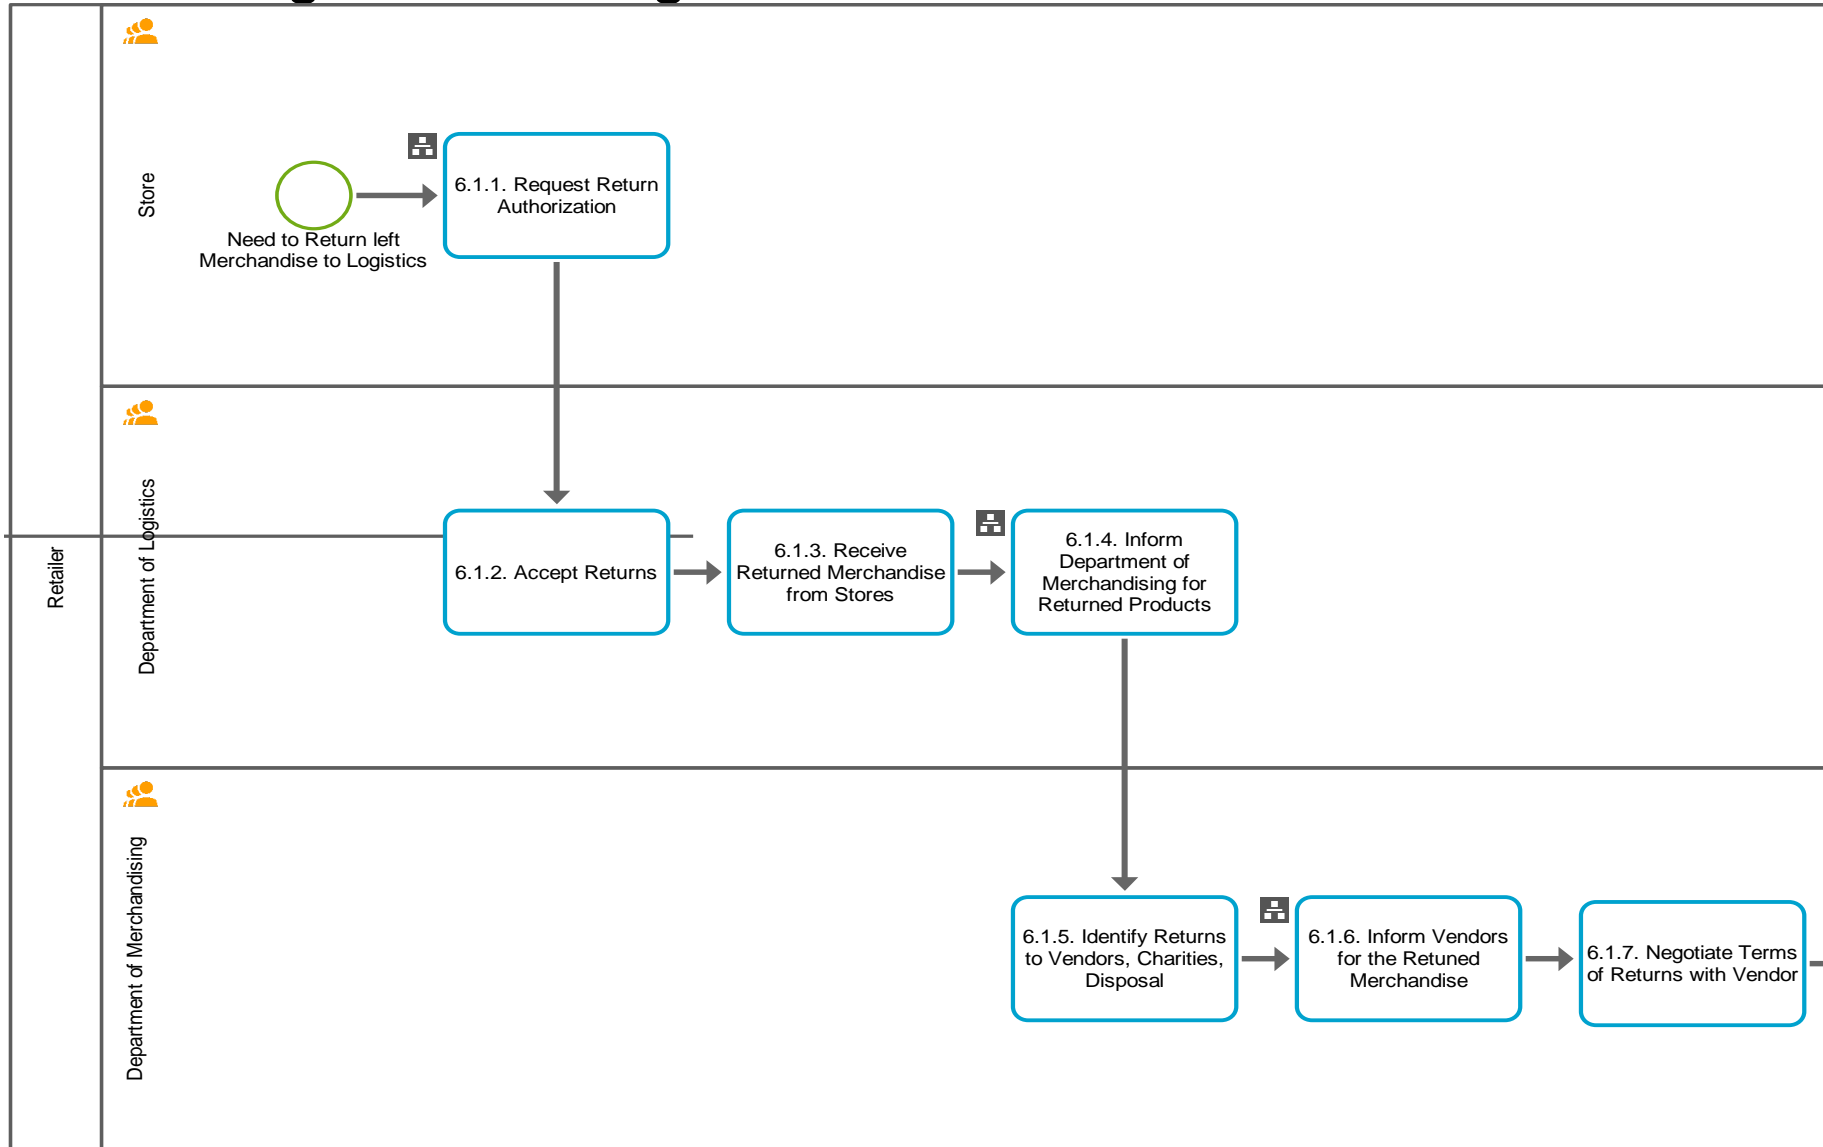 Retailer
Store
Need to Return left
Merchandise to Logistics
6.1.1. Request Return
Authorization
Department of Logistics
6.1.2. Accept Returns
6.1.3. Receive
Returned Merchandise
from Stores
6.1.4. Inform
Department of
Merchandising for
Returned Products
Department of Merchandising
6.1.5. Identify Returns
to Vendors, Charities,
Disposal
6.1.6. Inform Vendors
for the Retuned
Merchandise
6.1.7. Negotiate Terms
of Returns with Vendor